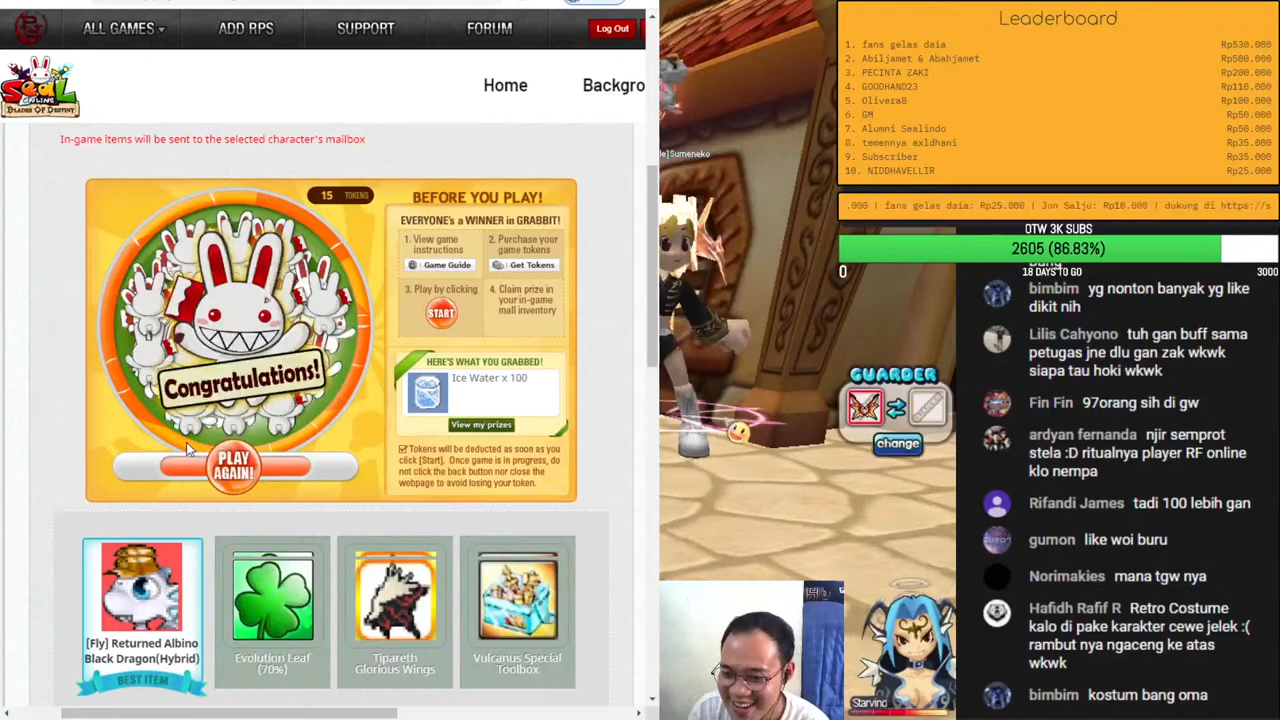 ALL GAMES
ADD RPS
SUPPORT
FORUM
Log Out
SEAL
ONLINE
BLADES OF DESTINY
Home
Backgrou
In-game items will be sent to the selected character's mailbox
15 TOKENS
BEFORE YOU PLAY!
EVERYONE's a WINNER in GRABBIT!
1. View game instructions
Game Guide
2. Purchase your game tokens
Get Tokens
3. Play by clicking
START
4. Claim prize in your in-game mall inventory
Congratulations!
HERE'S WHAT YOU GRABBED!
Ice Water x 100
View my prizes
PLAY AGAIN!
Tokens will be deducted as soon as you
click [Start]. Once game is in progress, do
not click the back button nor close the
webpage to avoid losing your token.
[Fly] Returned Albino
Black Dragon(Hybrid)
BEST ITEM
Evolution Leaf
(70%)
Tipareth
Glorious Wings
Vulcanus Special
Toolbox
le]Sumeneko
GUARDER
change
Starving
Leaderboard
1. fans gelas daia Rp530.000
2. Abiljamet & Abahjamet Rp500.000
3. PECINTA ZAKI Rp200.000
4. GOODHAND23 Rp110.000
5. Olivera8 Rp100.000
6. GM Rp50.000
7. Alumni Sealindo Rp50.000
8. temennya axldhani Rp35.000
9. Subscriber Rp35.000
10. NIDDHAVELLIR Rp25.000
.000 | fans gelas daia: Rp25.000 | Jon Salju: Rp10.000 | dukung di https://s
OTW 3K SUBS
2605 (86.83%)
0
18 DAYS TO GO
3000
bimbim yg nonton banyak yg like
dikit nih
Lilis Cahyono tuh gan buff sama
petugas jne dlu gan zak wkwk
siapa tau hoki wkwk
Fin Fin 97orang sih di gw
ardyan fernanda njir semprot
stela :D ritualnya player RF online
klo nempa
Rifandi James tadi 100 lebih gan
gumon like woi buru
Norimakies mana tgw nya
Hafidh Rafif R Retro Costume
kalo di pake karakter cewe jelek :(
rambut nya ngaceng ke atas
wkwk
bimbim kostum bang oma